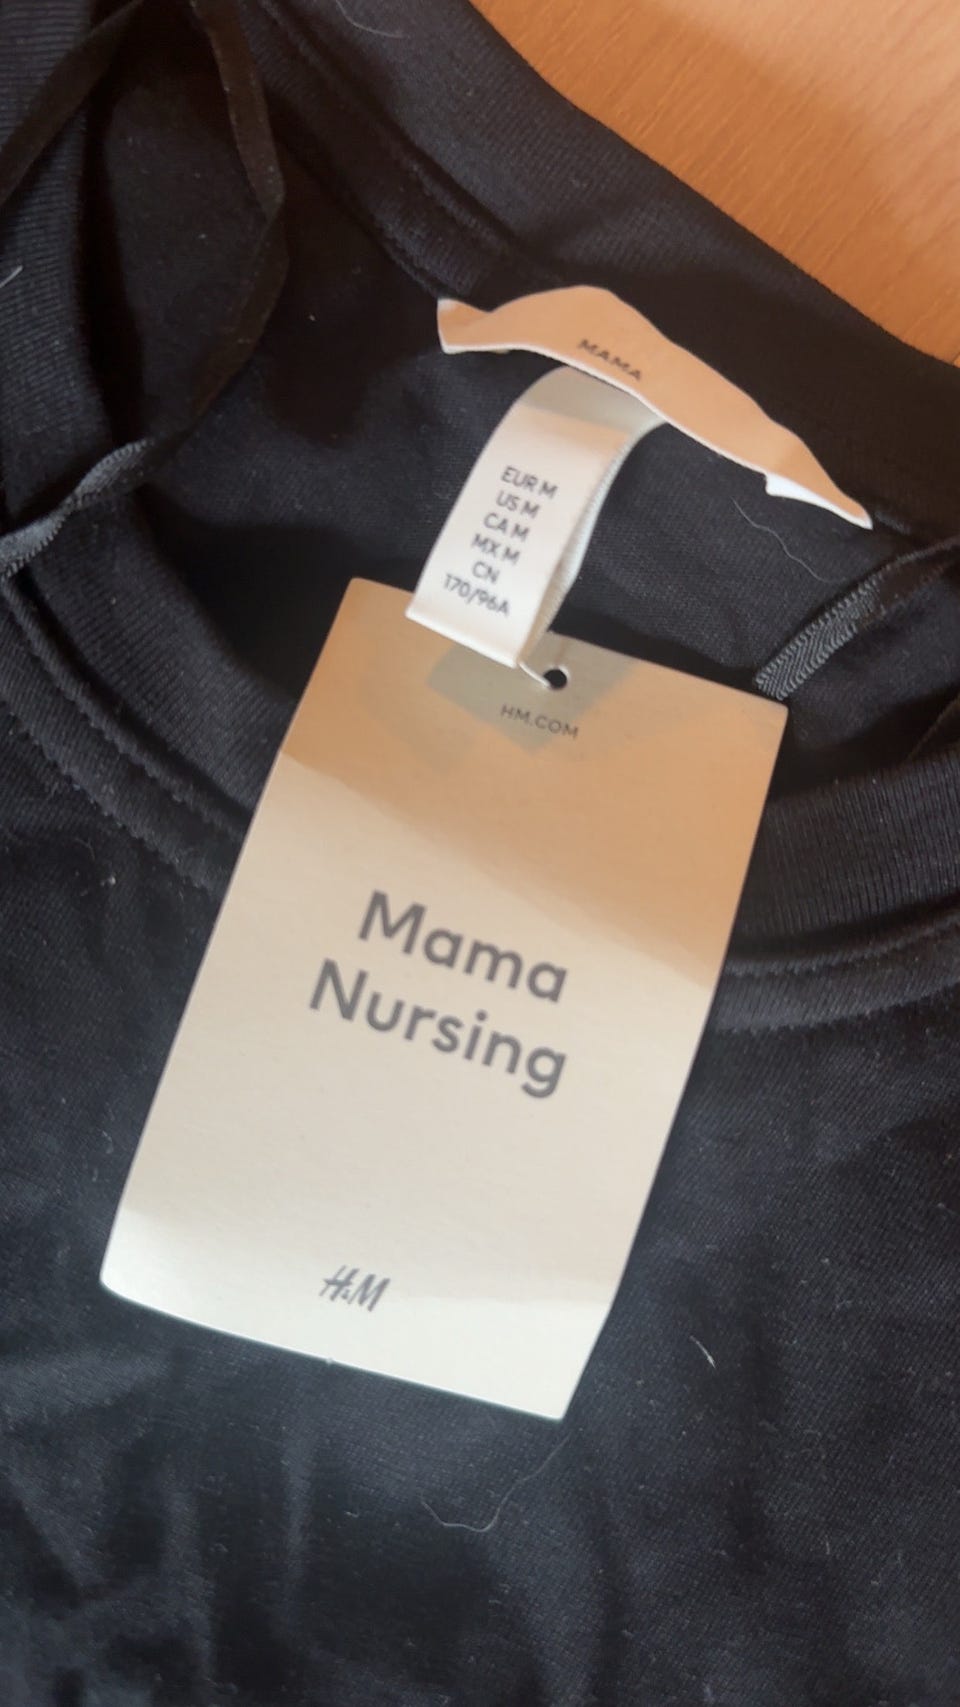 MAMA
EUR M
US M
CA M
MX M
CN
170/96A
HM.COM
Mama
Nursing
H&M